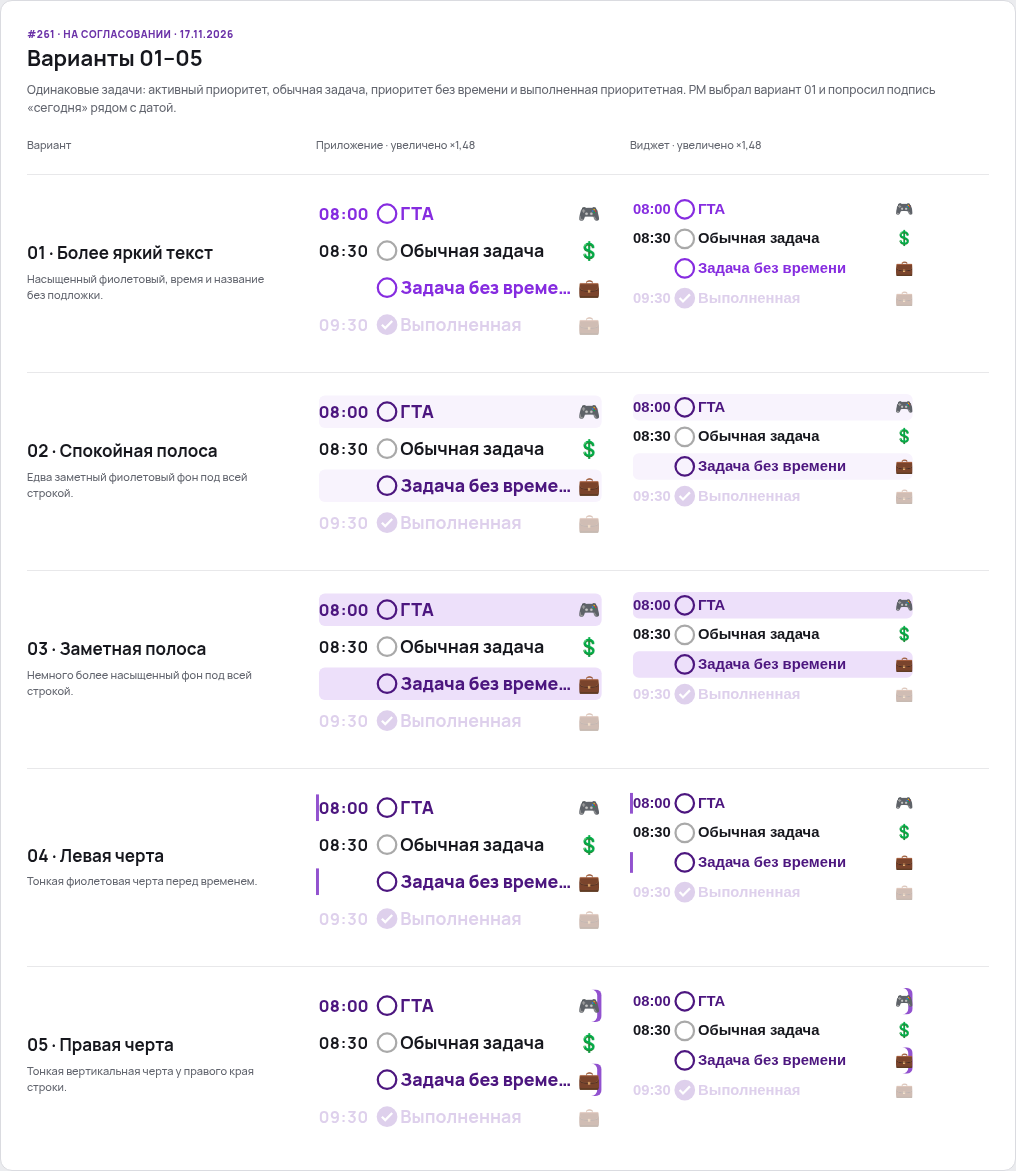 #261 · НА СОГЛАСОВАНИИ · 17.11.2026
Варианты 01–05
Одинаковые задачи: активный приоритет, обычная задача, приоритет без времени и выполненная приоритетная. PM выбрал вариант 01 и попросил подпись
«сегодня» рядом с датой.
Вариант
Приложение · увеличено ×1,48
Виджет · увеличено ×1,48
01 · Более яркий текст
Насыщенный фиолетовый, время и название
без подложки.
08:00 ГТА
08:30 Обычная задача
Задача без време…
09:30 Выполненная
08:00 ГТА
08:30 Обычная задача
Задача без времени
09:30 Выполненная
02 · Спокойная полоса
Едва заметный фиолетовый фон под всей
строкой.
08:00 ГТА
08:30 Обычная задача
Задача без време…
09:30 Выполненная
08:00 ГТА
08:30 Обычная задача
Задача без времени
09:30 Выполненная
03 · Заметная полоса
Немного более насыщенный фон под всей
строкой.
08:00 ГТА
08:30 Обычная задача
Задача без време…
09:30 Выполненная
08:00 ГТА
08:30 Обычная задача
Задача без времени
09:30 Выполненная
04 · Левая черта
Тонкая фиолетовая черта перед временем.
08:00 ГТА
08:30 Обычная задача
Задача без време…
09:30 Выполненная
08:00 ГТА
08:30 Обычная задача
Задача без времени
09:30 Выполненная
05 · Правая черта
Тонкая вертикальная черта у правого края
строки.
08:00 ГТА
08:30 Обычная задача
Задача без време…
09:30 Выполненная
08:00 ГТА
08:30 Обычная задача
Задача без времени
09:30 Выполненная